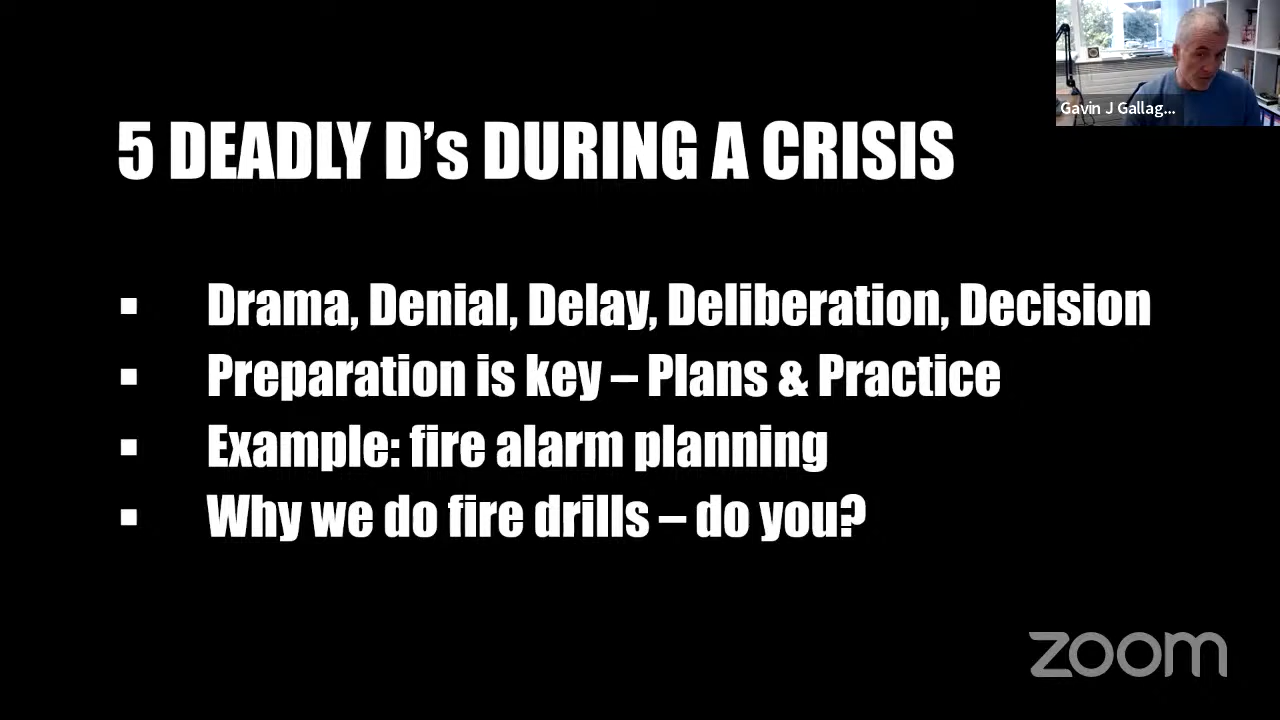 Gavin J Gallag...
5 DEADLY D’s DURING A CRISIS
▪ Drama, Denial, Delay, Deliberation, Decision
▪ Preparation is key – Plans & Practice
▪ Example: fire alarm planning
▪ Why we do fire drills – do you?
zoom